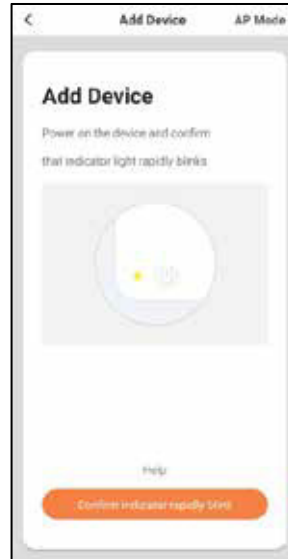 Add Device
AP Mode
Add Device
Power on the device and confirm
that indicator light rapidly blinks
Help
Confirm indicator rapidly blink